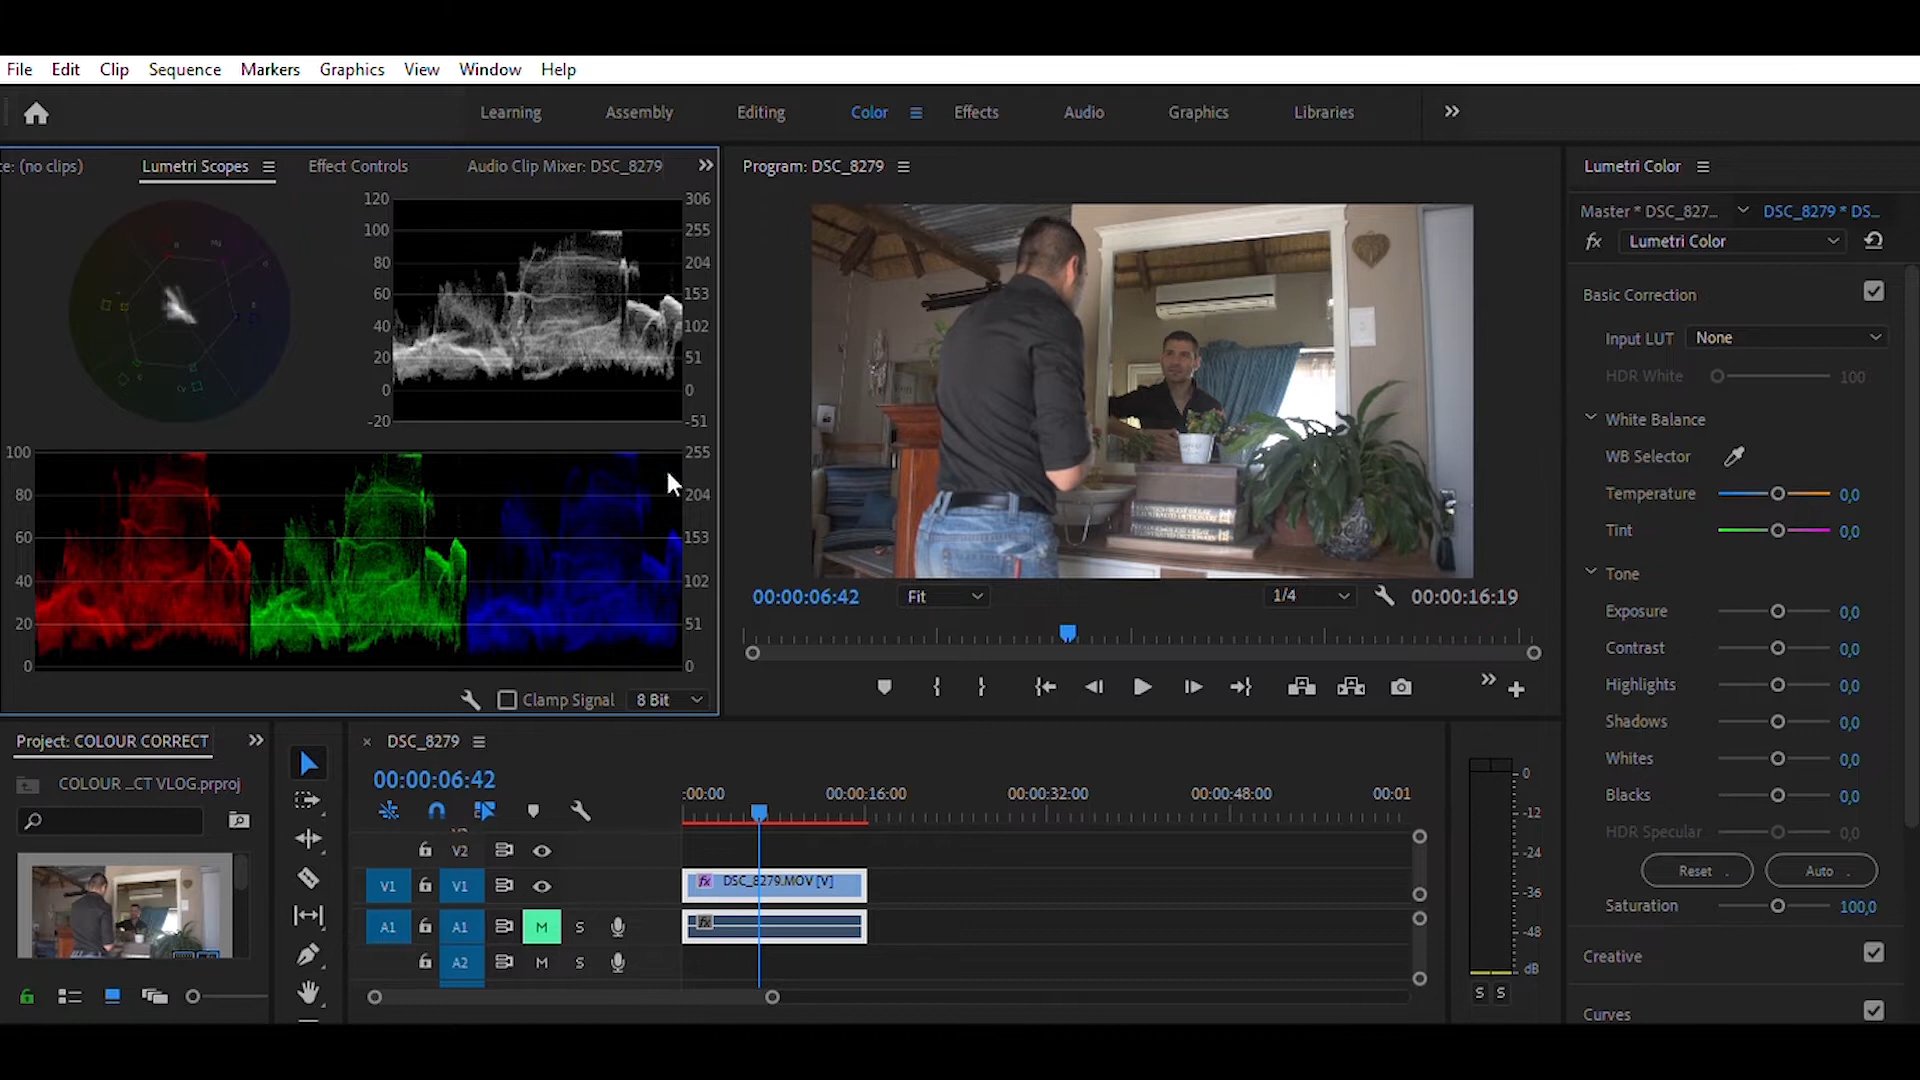 File Edit Clip Sequence Markers Graphics View Window Help
Learning Assembly Editing Color Effects Audio Graphics Libraries
ce: (no clips) Lumetri Scopes Effect Controls Audio Clip Mixer: DSC_8279
120 306
100 255
80 204
60 153
40 102
20 51
0 0
-20 -51
100 255
80 204
60 153
40 102
20 51
0 0
Clamp Signal 8 Bit
Program: DSC_8279
00:00:06:42 Fit 1/4 00:00:16:19
Lumetri Color
Master * DSC_827... DSC_8279 * DS...
fx Lumetri Color
Basic Correction
Input LUT None
HDR White 100
White Balance
WB Selector
Temperature 0,0
Tint 0,0
Tone
Exposure 0,0
Contrast 0,0
Highlights 0,0
Shadows 0,0
Whites 0,0
Blacks 0,0
HDR Specular 0,0
Reset Auto
Saturation 100,0
Creative
Curves
Project: COLOUR CORRECT
COLOUR _CT VLOG.prproj
× DSC_8279
00:00:06:42
:00:00 00:00:16:00 00:00:32:00 00:00:48:00 00:01
V2
V1 V1 fx DSC_8279.MOV [V]
A1 A1 M S fx
A2 M S
0
-12
-24
-36
-48
dB
S S